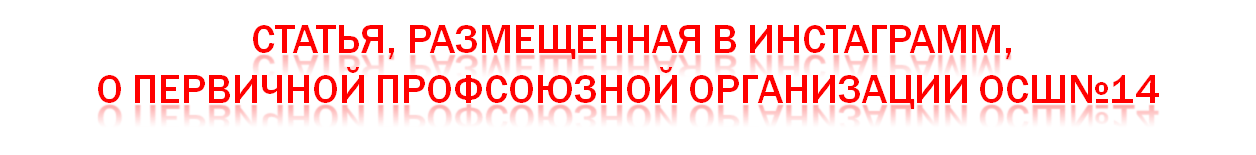 СТАТЬЯ, РАЗМЕЩЕННАЯ В ИНСТАГРАММ,
О ПЕРВИЧНОЙ ПРОФСОЮЗНОЙ ОРГАНИЗАЦИИ ОСШ№14